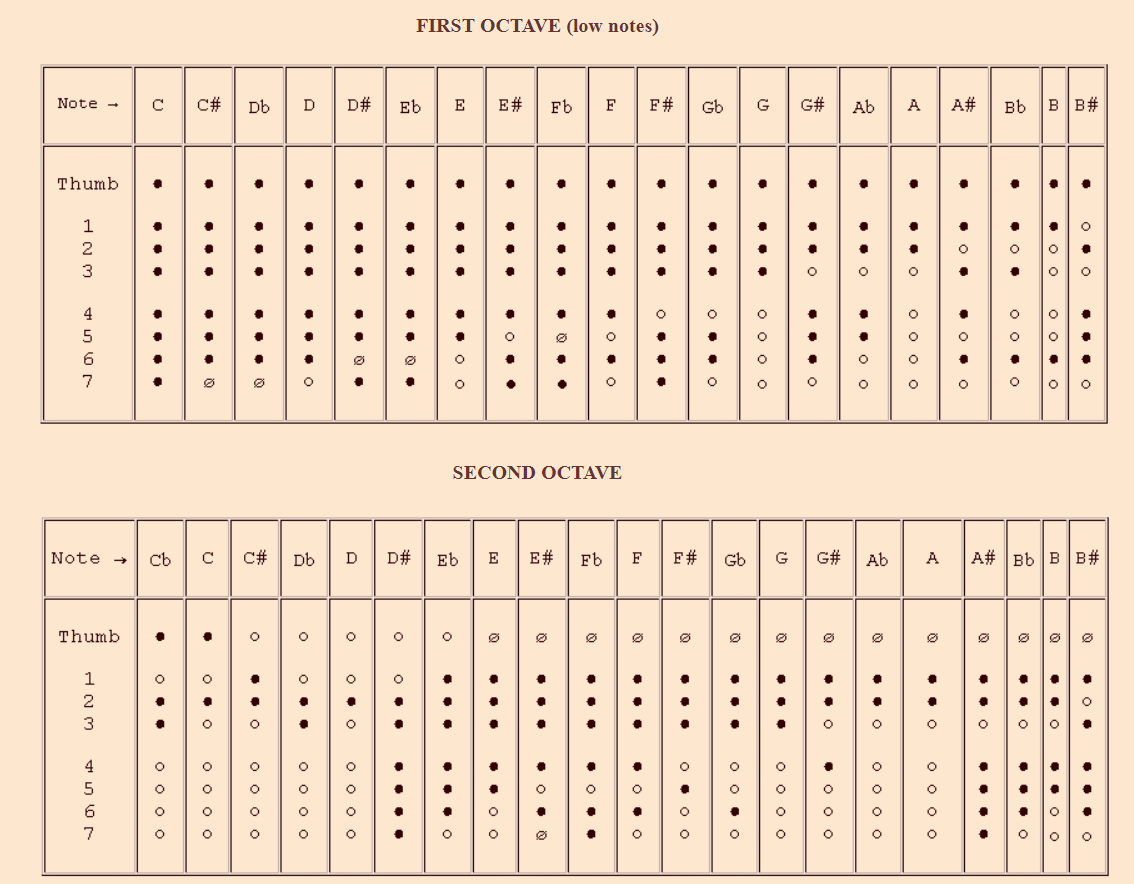 FIRST OCTAVE (low notes)
Note → C C# Db D D# Eb E E# Fb F F# Gb G G# Ab A A# Bb B B#
Thumb ● ● ● ● ● ● ● ● ● ● ● ● ● ● ● ● ● ● ● ●
1 ● ● ● ● ● ● ● ● ● ● ● ● ● ● ● ● ● ● ● ○
2 ● ● ● ● ● ● ● ● ● ● ● ● ● ● ● ● ○ ○ ○ ●
3 ● ● ● ● ● ● ● ● ● ● ● ● ● ○ ○ ○ ● ● ○ ○
4 ● ● ● ● ● ● ● ● ● ● ○ ○ ○ ● ● ○ ● ○ ○ ●
5 ● ● ● ● ● ● ● ○ ∅ ○ ● ● ○ ● ● ○ ○ ○ ○ ●
6 ● ● ● ● ∅ ∅ ○ ● ● ● ● ● ○ ● ○ ○ ● ● ● ●
7 ● ∅ ∅ ○ ● ● ○ ● ● ○ ● ○ ○ ○ ○ ○ ○ ○ ○ ○
SECOND OCTAVE
Note → Cb C C# Db D D# Eb E E# Fb F F# Gb G G# Ab A A# Bb B B#
Thumb ● ● ○ ○ ○ ○ ○ ∅ ∅ ∅ ∅ ∅ ∅ ∅ ∅ ∅ ∅ ∅ ∅ ∅ ∅
1 ○ ○ ● ○ ○ ○ ● ● ● ● ● ● ● ● ● ● ● ● ● ● ●
2 ● ● ● ● ● ● ● ● ● ● ● ● ● ● ● ● ● ● ● ● ○
3 ● ○ ○ ● ○ ● ● ● ● ● ● ● ● ● ○ ○ ○ ○ ○ ○ ●
4 ○ ○ ○ ○ ○ ● ● ● ● ● ● ○ ○ ○ ● ○ ○ ● ● ● ●
5 ○ ○ ○ ○ ○ ● ● ● ○ ○ ○ ● ○ ○ ○ ○ ○ ● ● ● ●
6 ○ ○ ○ ○ ○ ● ● ○ ● ● ● ○ ● ○ ○ ○ ○ ● ● ○ ●
7 ○ ○ ○ ○ ○ ● ○ ○ ∅ ● ○ ○ ○ ○ ○ ○ ○ ● ○ ○ ○